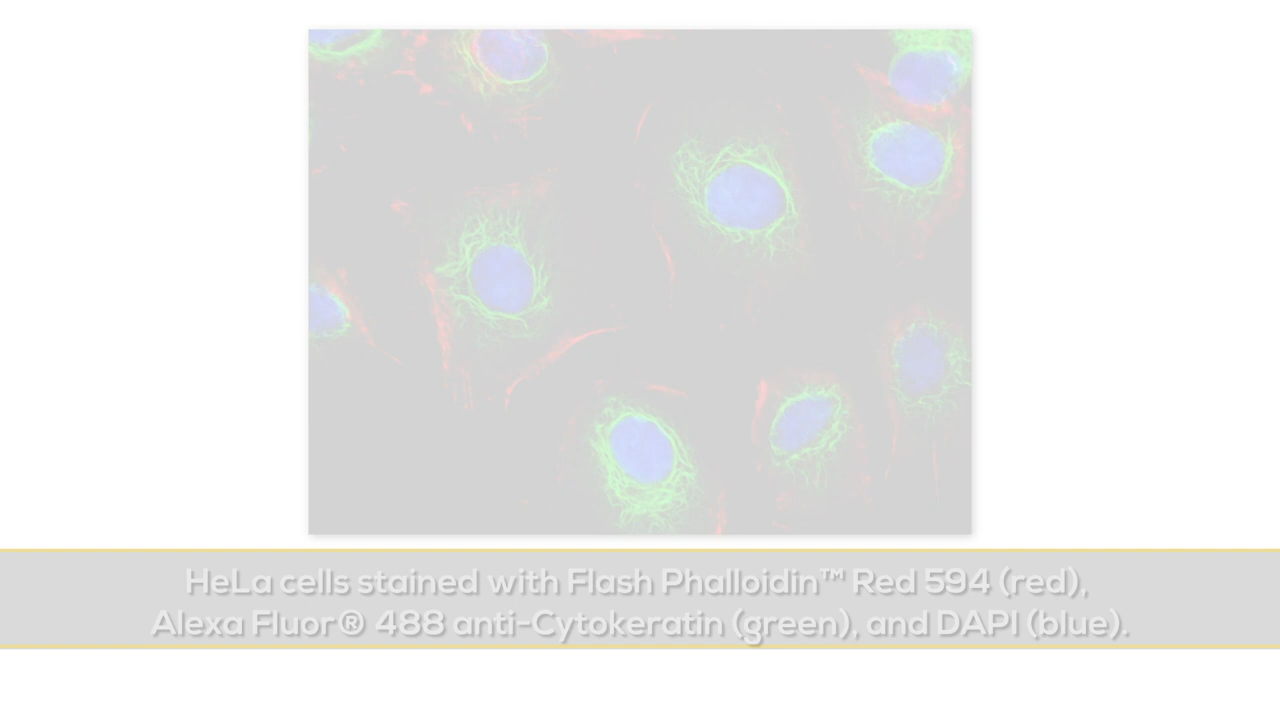 HeLa cells stained with Flash Phalloidin™ Red 594 (red),
Alexa Fluor® 488 anti-Cytokeratin (green), and DAPI (blue).